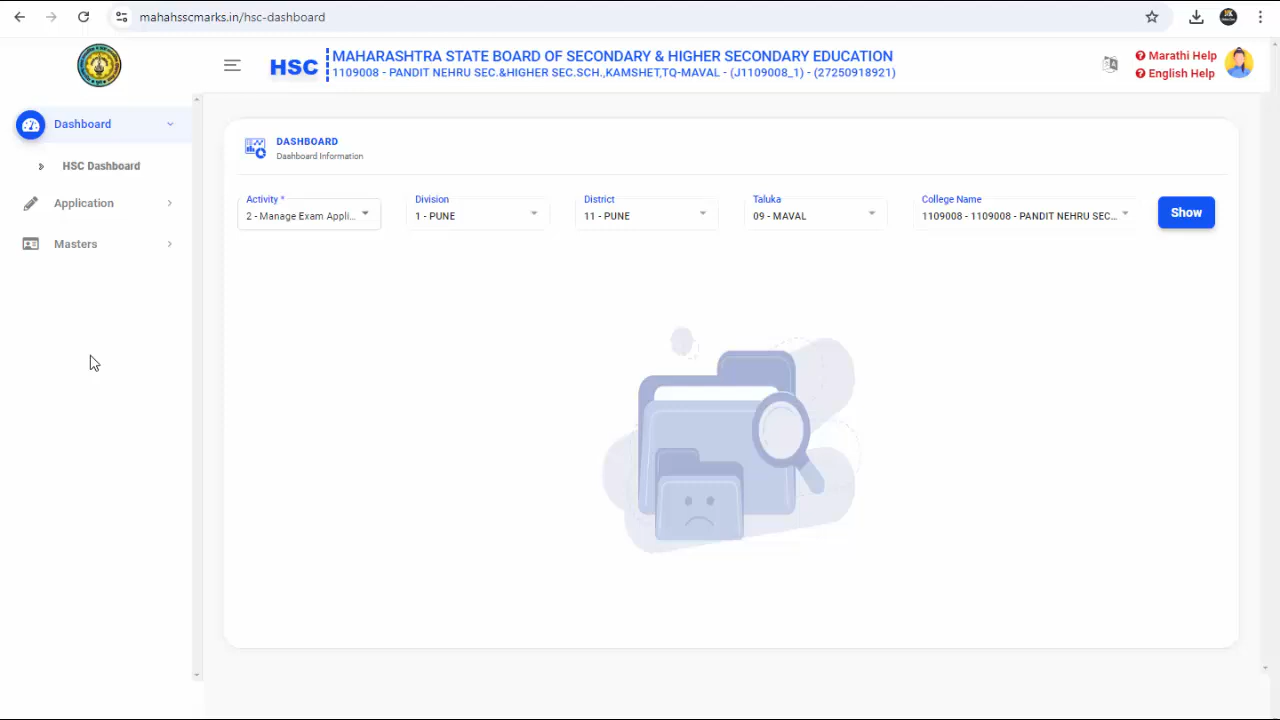 mahahsscmarks.in/hsc-dashboard
HSC
MAHARASHTRA STATE BOARD OF SECONDARY & HIGHER SECONDARY EDUCATION
1109008 - PANDIT NEHRU SEC.&HIGHER SEC.SCH.,KAMSHET,TQ-MAVAL - (J1109008_1) - (27250918921)
Marathi Help
English Help
Dashboard
HSC Dashboard
Application
Masters
DASHBOARD
Dashboard Information
Activity *
2 - Manage Exam Appli...
Division
1 - PUNE
District
11 - PUNE
Taluka
09 - MAVAL
College Name
1109008 - 1109008 - PANDIT NEHRU SEC...
Show